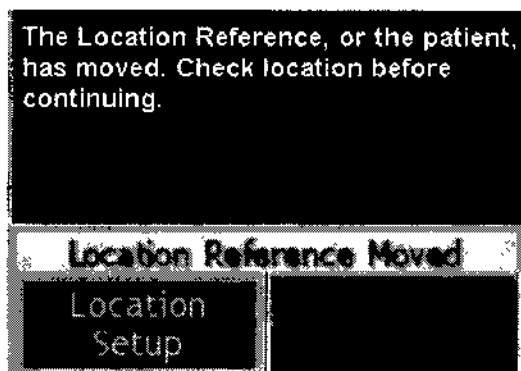 The Location Reference, or the patient,
has moved. Check location before
continuing.
Location Reference Moved
Location
Setup